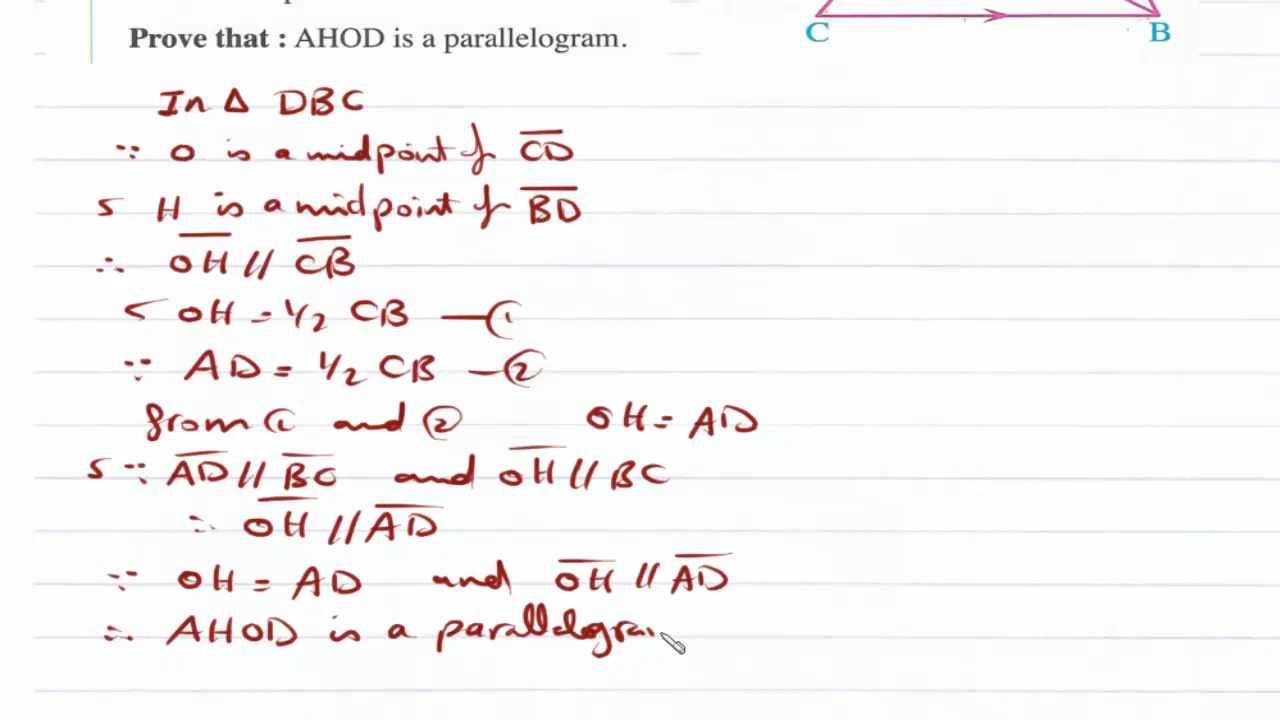 Prove that : AHOD is a parallelogram.
C B
In Δ DBC
∵ O is a midpoint of CD
, H is a midpoint of BD
∴ OH // CB
, OH = 1/2 CB —①
∵ AD = 1/2 CB —②
from ① and ② OH = AD
, ∵ AD // BC and OH // BC
∴ OH // AD
∵ OH = AD and OH // AD
∴ AHOD is a parallelogram